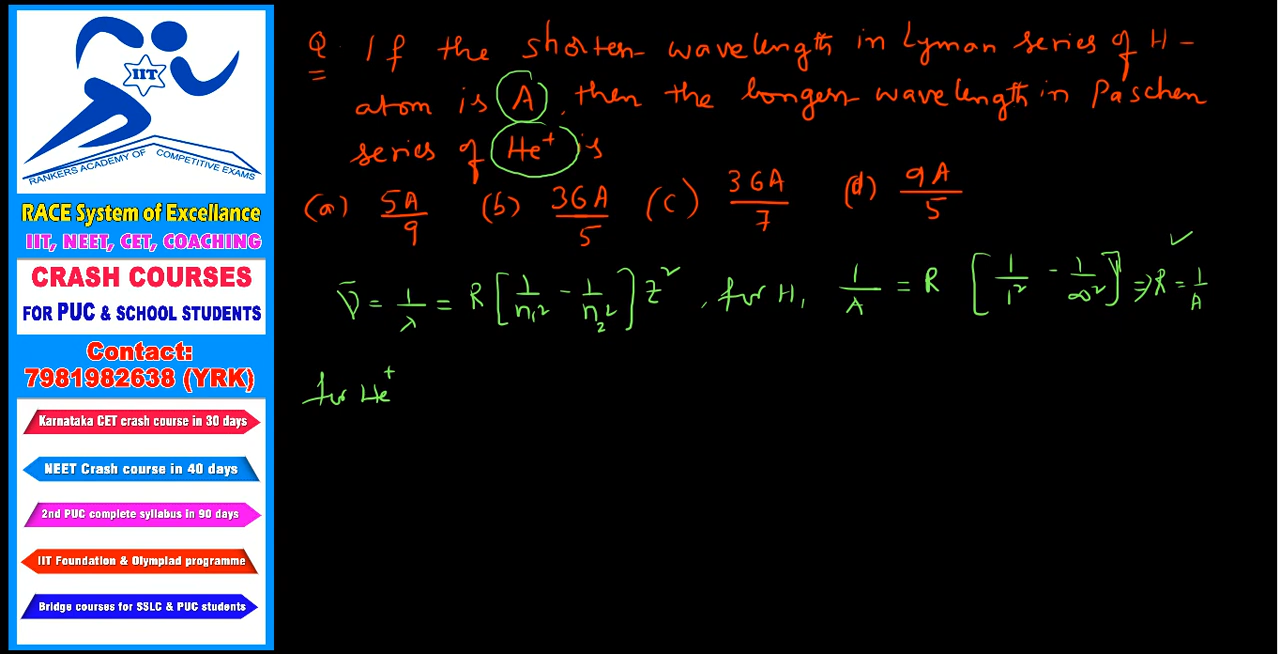 IIT
RANKERS ACADEMY OF COMPETITIVE EXAMS
RACE System of Excellance
IIT, NEET, CET, COACHING
CRASH COURSES
FOR PUC & SCHOOL STUDENTS
Contact:
7981982638 (YRK)
Karnataka CET crash course in 30 days
NEET Crash course in 40 days
2nd PUC complete syllabus in 90 days
IIT Foundation & Olympiad programme
Bridge courses for SSLC & PUC students
Q. If the shortest wavelength in Lyman series of H-
atom is A, then the longest wavelength in Paschen
series of He⁺ is
(a) 5A/9 (b) 36A/5 (c) 36A/7 (d) 9A/5
ν̄ = 1/λ = R[1/n₁² - 1/n₂²] Z², for H, 1/A = R [1/1² - 1/∞²] ⇒ R = 1/A ✓
for He⁺